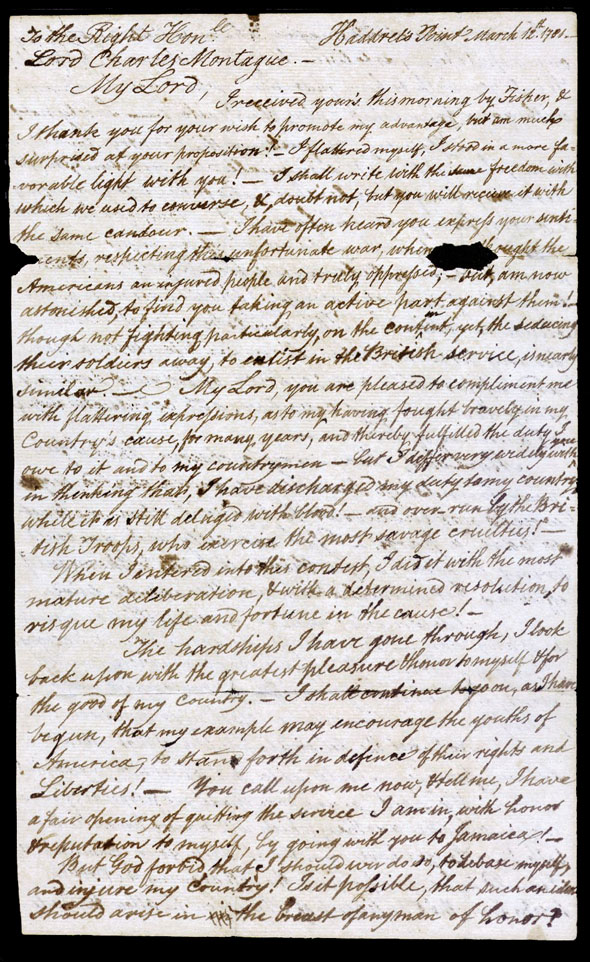 To the Right Honble Haddrels Point March 12th 1781 –
Lord Charles Montague. –
My Lord,
I received yours this morning by Fisher, &
I thank you for your wish to promote my advantage, but am much
surprised at your proposition! – I flattered myself, I stood in a more fa-
vorable light with you! – I shall write with the same freedom with
which we used to converse, & doubt not, but you will receive it with
the same candour. – I have often heard you express your senti-
ments, respecting this unfortunate war, when thought the
Americans an injured people and truly oppressed, – but, am now
astonished, to find you taking an active part against them! –
though not fighting particularly, on the contint, yet, the seducing
their soldiers away, to enlist in the British service, is nearly
similar. – My Lord, you are pleased to compliment me
with flattering expressions, as to my having fought bravely in my
Country's cause, for many years, and thereby fulfilled the duty I
owe to it and to my countrymen – but I differ very widely with you
in thinking that, I have discharged my duty to my country,
while it is still deluged with blood! – and over run by the Bri-
tish Troops, who exercise the most savage cruelties! –
When I entered into this contest, I did it with the most
mature deliberation, & with a determined resolution, to
risque my life and fortune in the cause! –
The hardships I have gone through, I look
back upon with the greatest pleasure & honor to myself & for
the good of my country. – I shall continue to go on, as I have
begun, that my example may encourage the youths of
America, to stand forth in defence of their rights and
Liberties! – You call upon me now, & tell me, I have
a fair opening of quitting the service I am in, with honor
& reputation to myself, by going with you to Jamaica! –
But God forbid that I should ever do so, to debase myself,
and injure my Country! Is it possible, that such an idea
should arise in the breast of any man of honor?